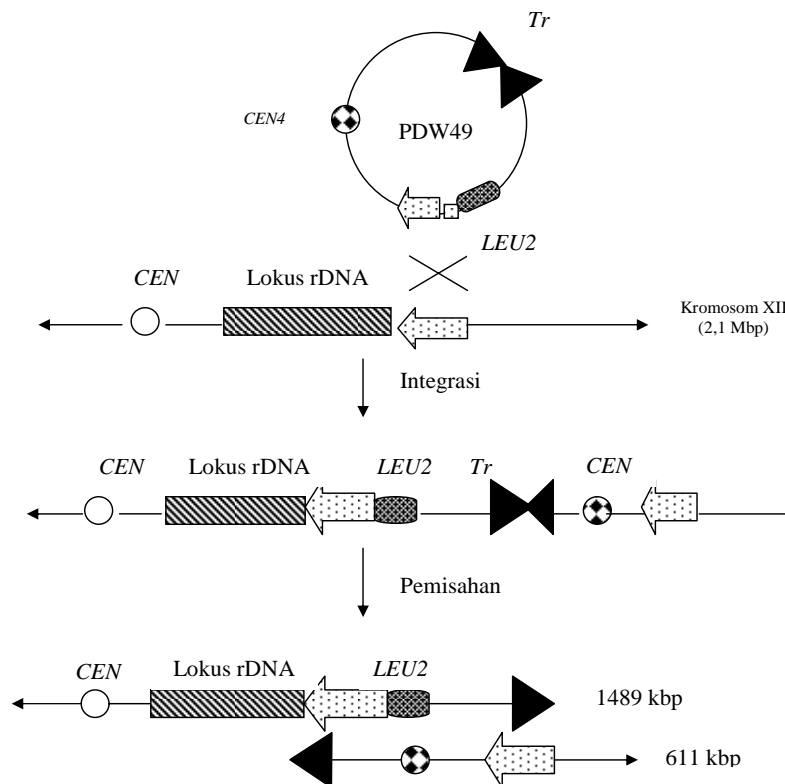 Tr
CEN4
PDW49
LEU2
CEN
Lokus rDNA
Kromosom XII
(2,1 Mbp)
Integrasi
CEN
Lokus rDNA
LEU2
Tr
CEN
Pemisahan
CEN
Lokus rDNA
LEU2
1489 kbp
611 kbp